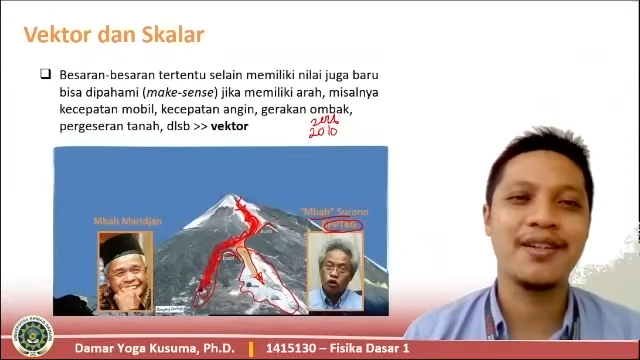 Vektor dan Skalar
Besaran-besaran tertentu selain memiliki nilai juga baru
bisa dipahami (make-sense) jika memiliki arah, misalnya
kecepatan mobil, kecepatan angin, gerakan ombak,
pergeseran tanah, dlsb >> vektor
2010
Mbah Maridjan
"Mbah" Surono
Damar Yoga Kusuma, Ph.D. | 1415130 – Fisika Dasar 1